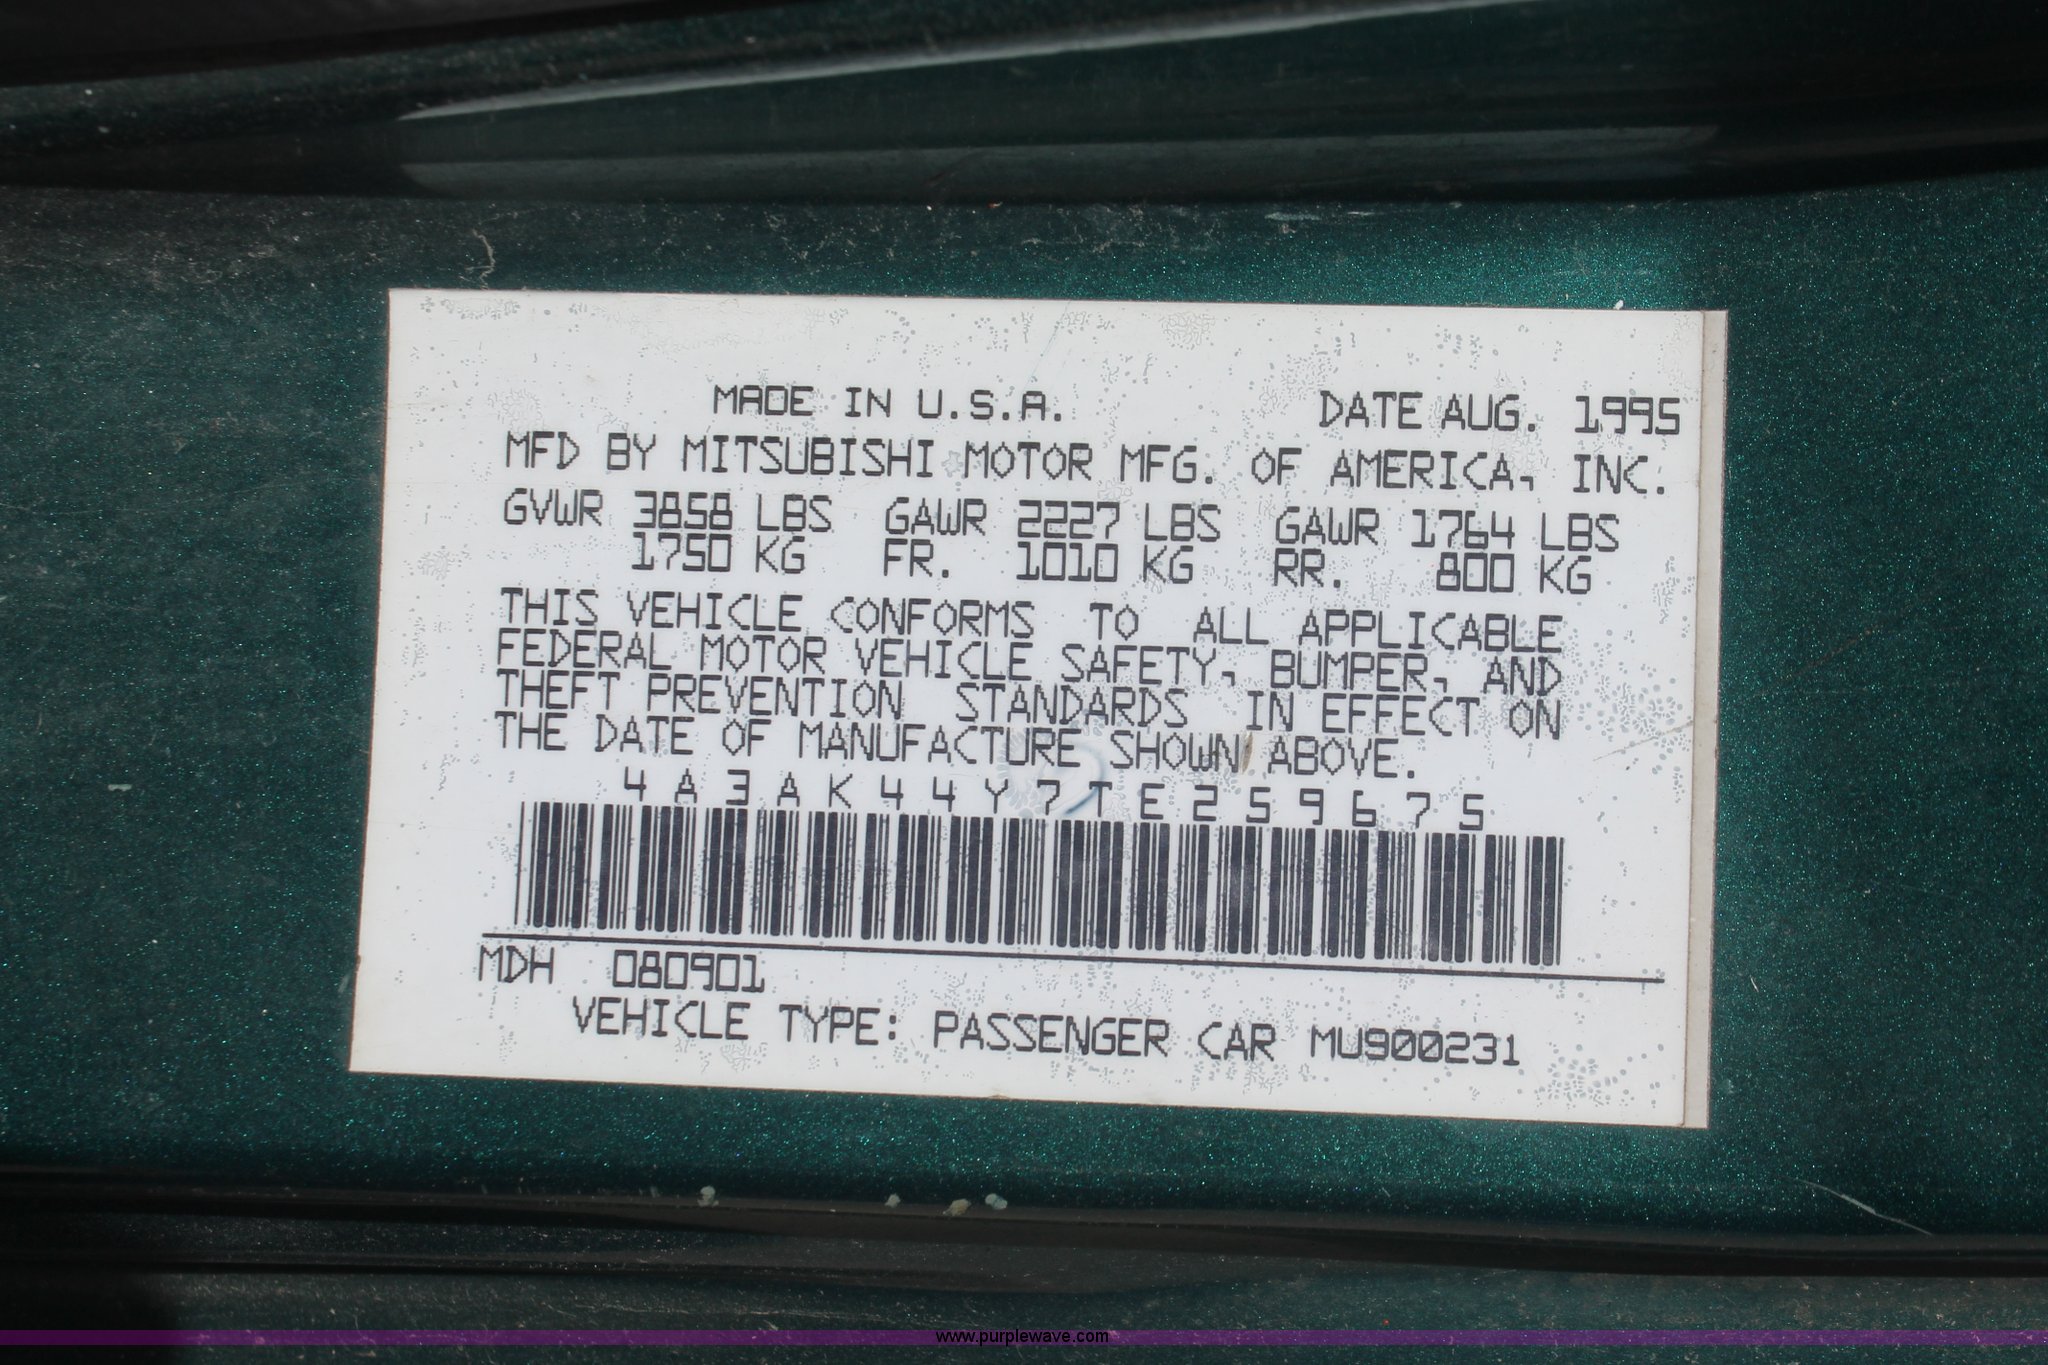 MADE IN U.S.A. DATE AUG. 1995
MFD BY MITSUBISHI MOTOR MFG. OF AMERICA, INC.
GVWR 3858 LBS GAWR 2227 LBS GAWR 1764 LBS
1750 KG FR. 1010 KG RR. 800 KG
THIS VEHICLE CONFORMS TO ALL APPLICABLE
FEDERAL MOTOR VEHICLE SAFETY, BUMPER, AND
THEFT PREVENTION STANDARDS IN EFFECT ON
THE DATE OF MANUFACTURE SHOWN ABOVE.
4A3AK44Y7TE259675
MDH 080901
VEHICLE TYPE: PASSENGER CAR MU900231
www.purplewave.com